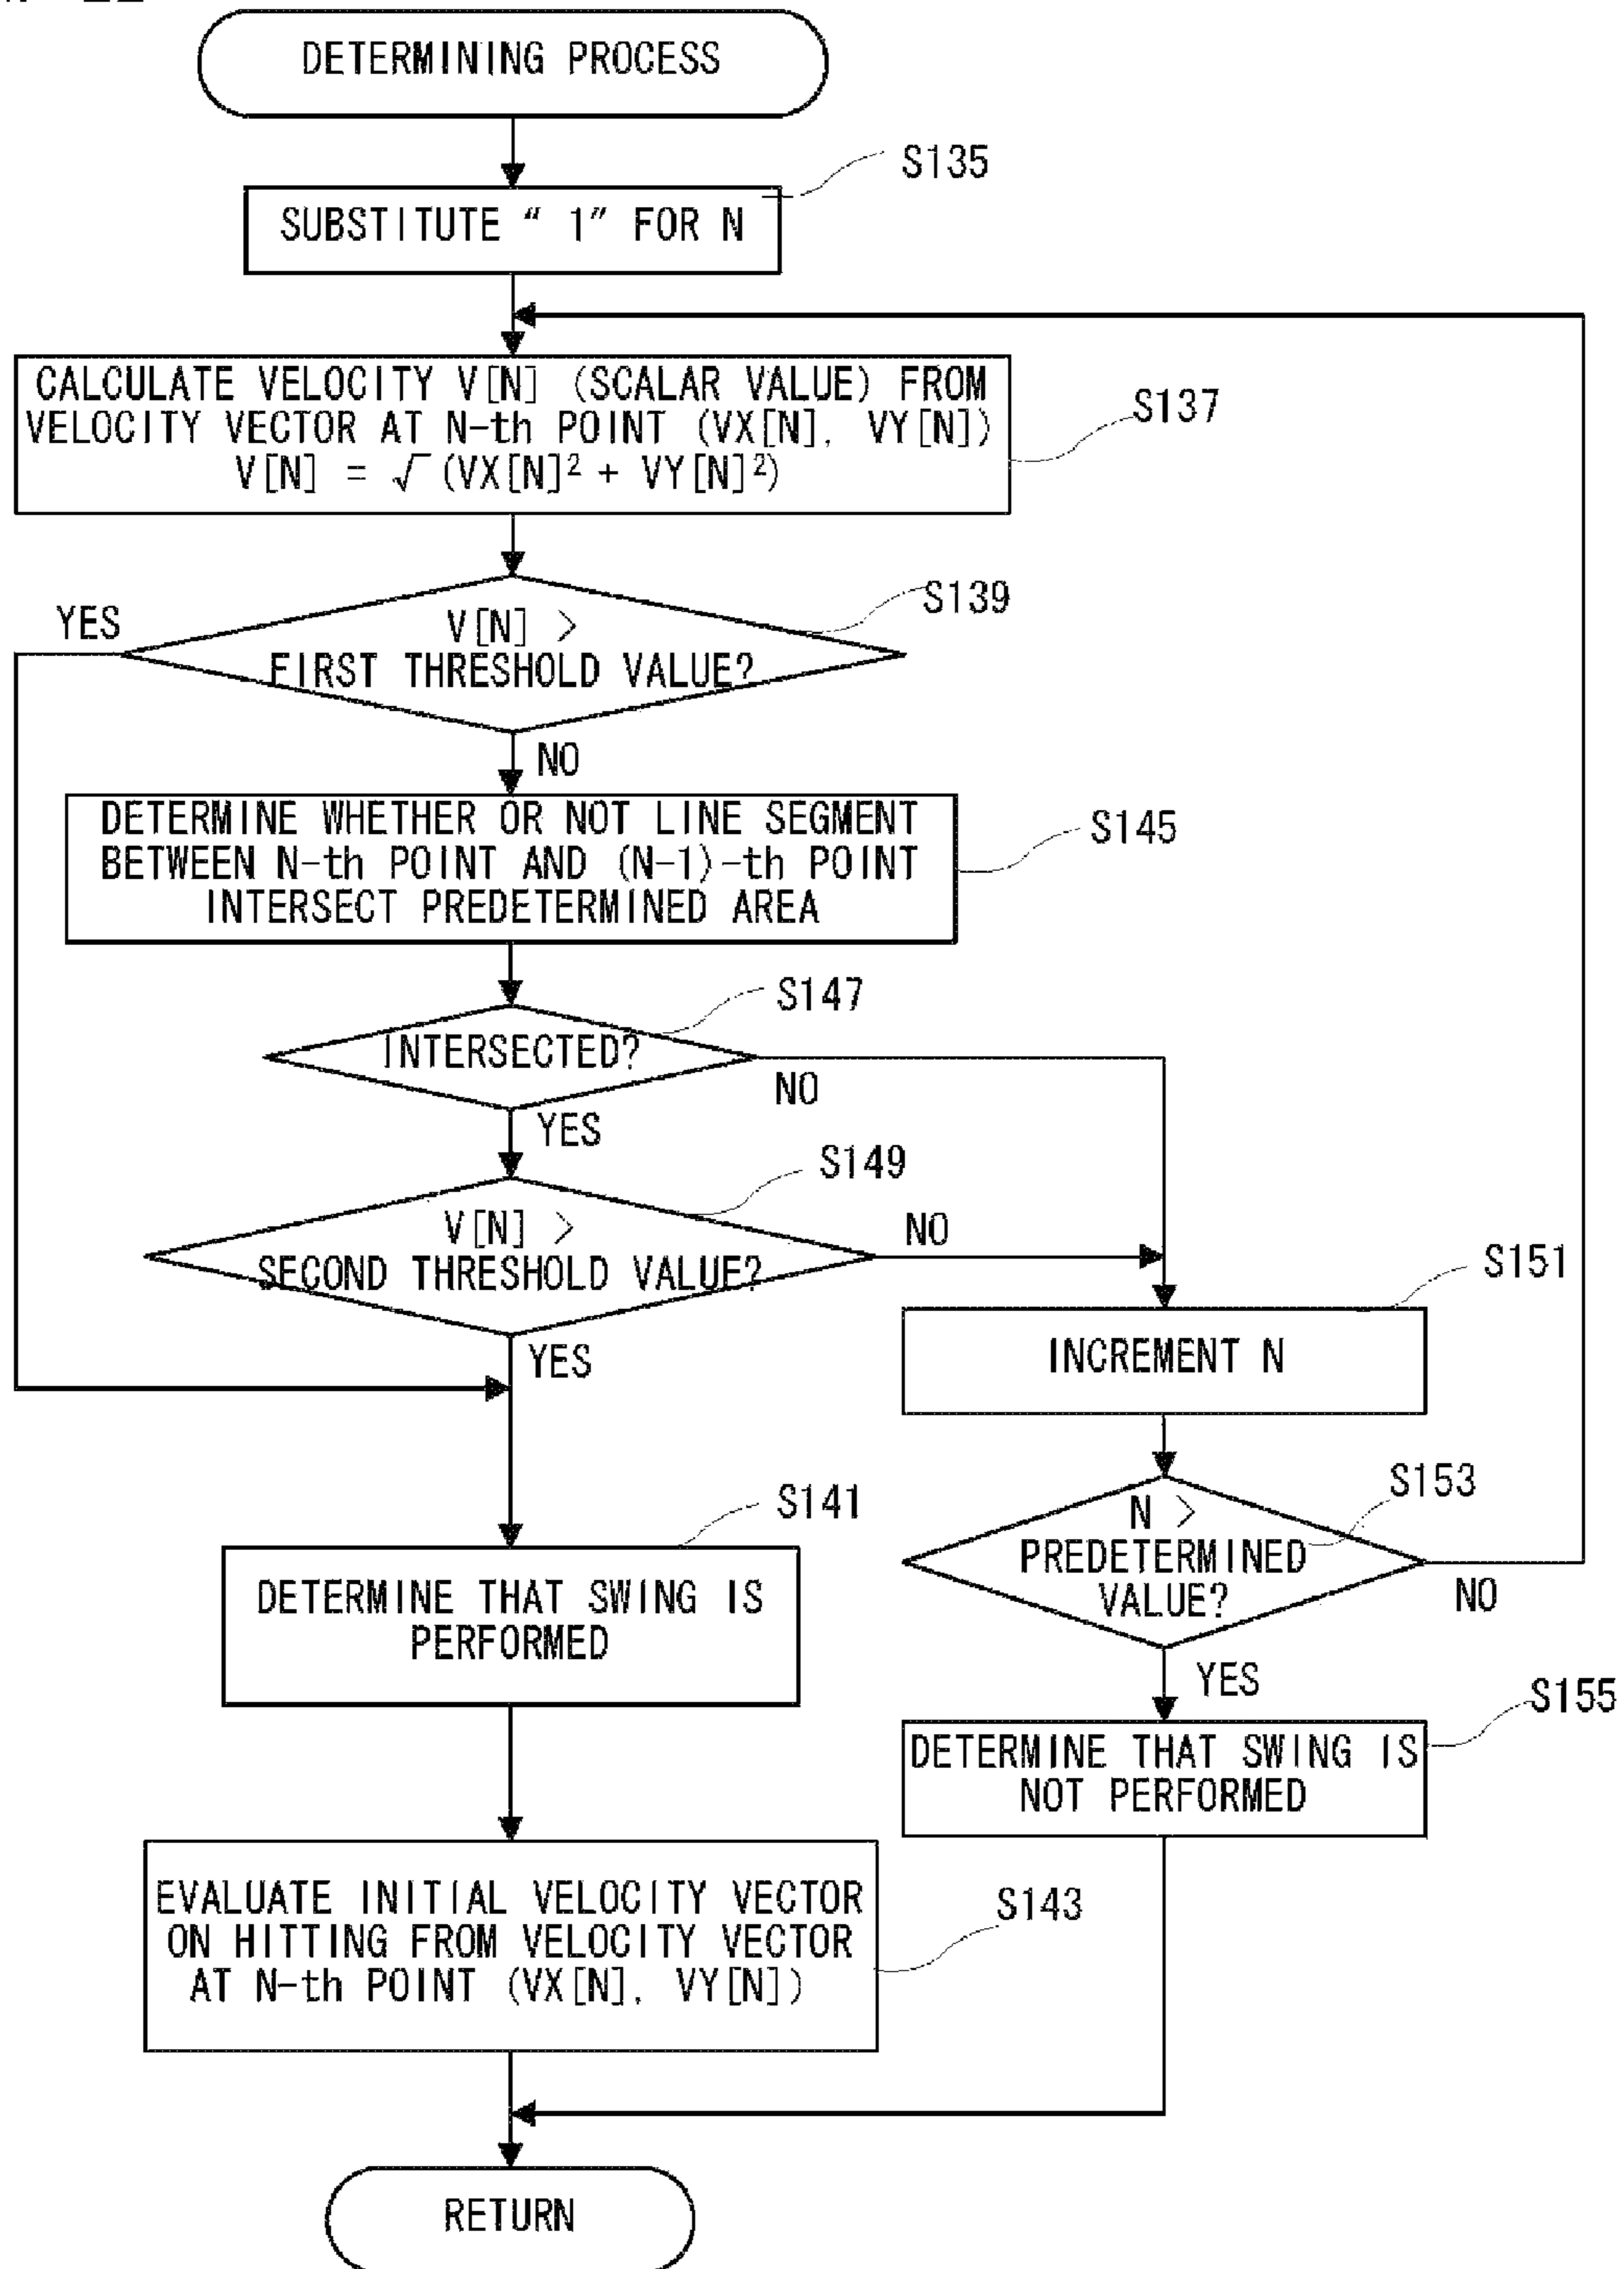 DETERMINING PROCESS
S135
SUBSTITUTE “ 1” FOR N
CALCULATE VELOCITY V[N] (SCALAR VALUE) FROM
VELOCITY VECTOR AT N-th POINT (VX[N], VY[N])
V[N] = √(VX[N]² + VY[N]²)
S137
S139
YES
V[N] >
FIRST THRESHOLD VALUE?
NO
DETERMINE WHETHER OR NOT LINE SEGMENT
BETWEEN N-th POINT AND (N-1)-th POINT
INTERSECT PREDETERMINED AREA
S145
S147
INTERSECTED?
NO
YES
S149
V[N] >
SECOND THRESHOLD VALUE?
NO
YES
S151
INCREMENT N
S153
N >
PREDETERMINED
VALUE?
NO
YES
S141
DETERMINE THAT SWING IS
PERFORMED
S155
DETERMINE THAT SWING IS
NOT PERFORMED
EVALUATE INITIAL VELOCITY VECTOR
ON HITTING FROM VELOCITY VECTOR
AT N-th POINT (VX[N], VY[N])
S143
RETURN